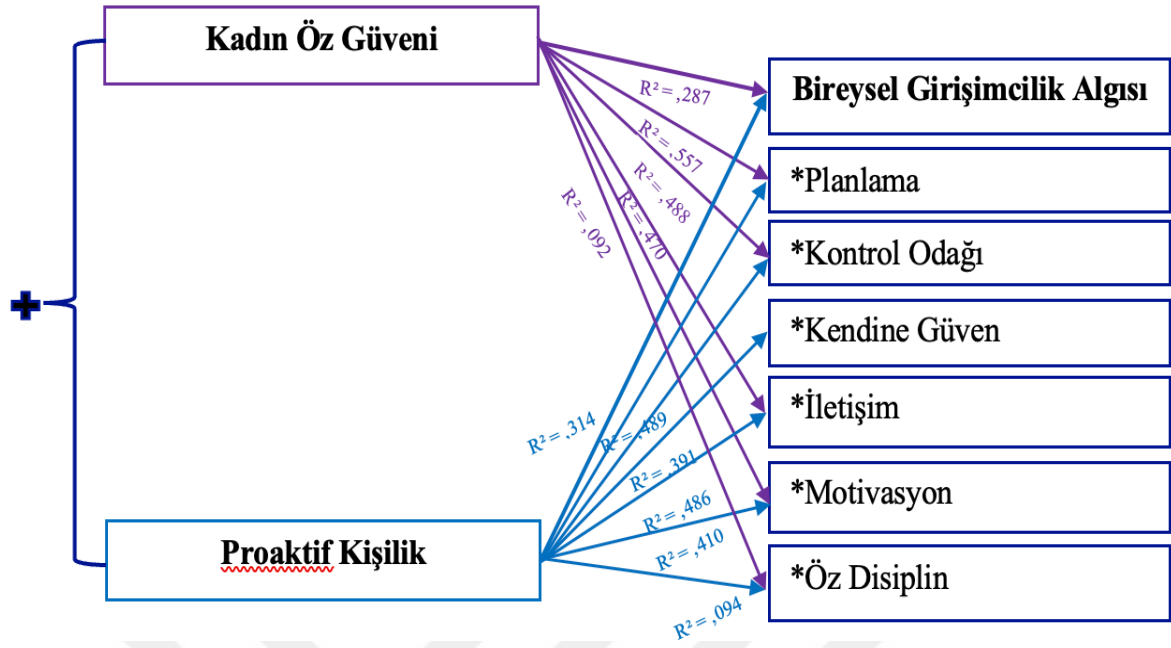 Kadın Öz Güveni
Bireysel Girişimcilik Algısı
R² = ,287
R² = ,557
R² = ,488
R² = ,470
R² = ,092
*Planlama
*Kontrol Odağı
*Kendine Güven
*İletişim
*Motivasyon
*Öz Disiplin
R² = ,314
R² = ,489
R² = ,391
R² = ,486
R² = ,410
R² = ,094
Proaktif Kişilik